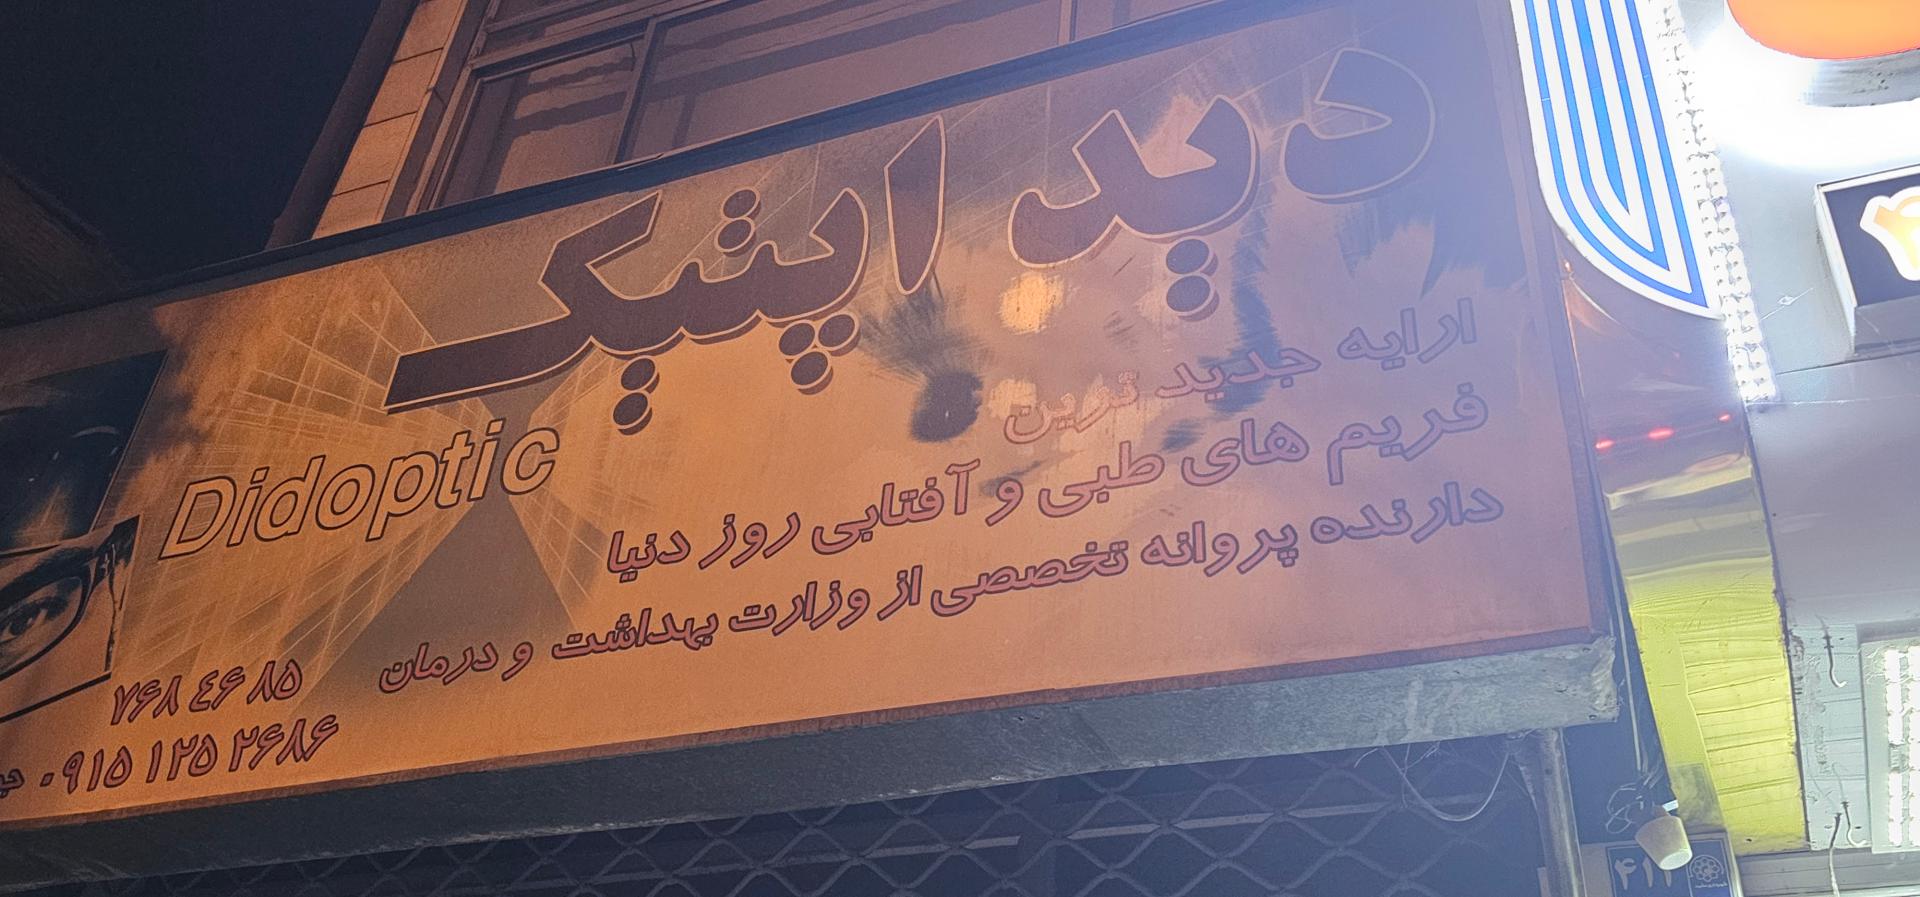 دید اپتیک
Didoptic
ارایه جدید ترین
فریم های طبی و آفتابی روز دنیا
دارنده پروانه تخصصی از وزارت بهداشت و درمان
۷۶۸ ٤۶ ۸۵
۰۹۱۵ ۱۲۵ ۲۶۸۶